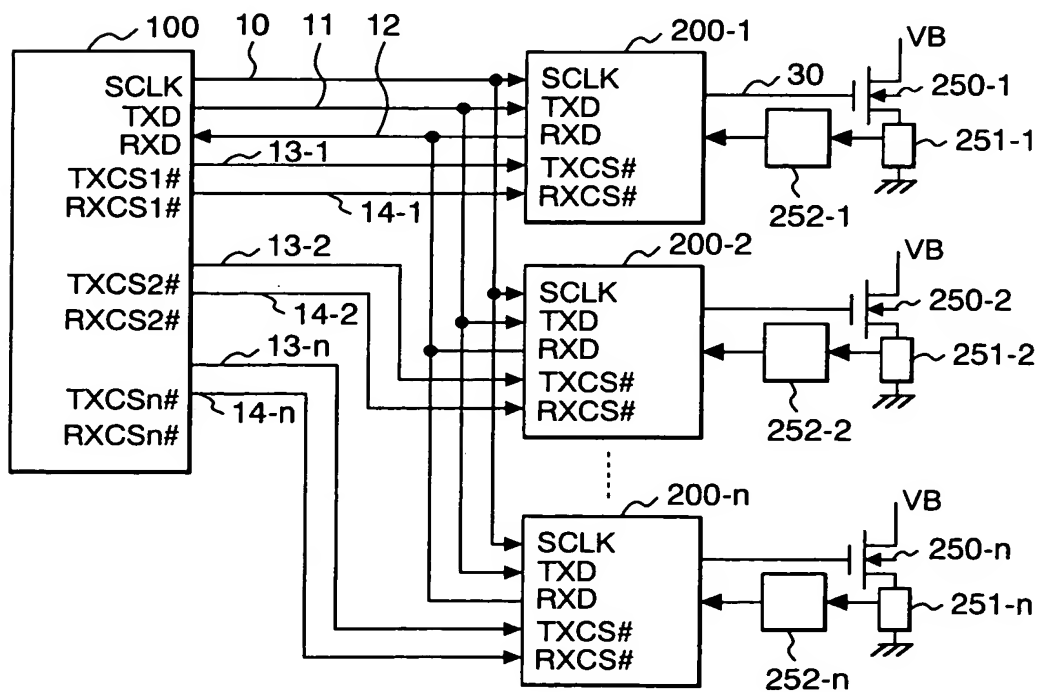 100
10
11
12
200-1
VB
SCLK
TXD
RXD
TXCS1#
RXCS1#
13-1
14-1
SCLK
TXD
RXD
TXCS#
RXCS#
30
250-1
251-1
252-1
13-2
TXCS2#
RXCS2#
14-2
200-2
VB
SCLK
TXD
RXD
TXCS#
RXCS#
250-2
251-2
252-2
13-n
TXCSn#
RXCSn#
14-n
200-n
VB
SCLK
TXD
RXD
TXCS#
RXCS#
250-n
251-n
252-n